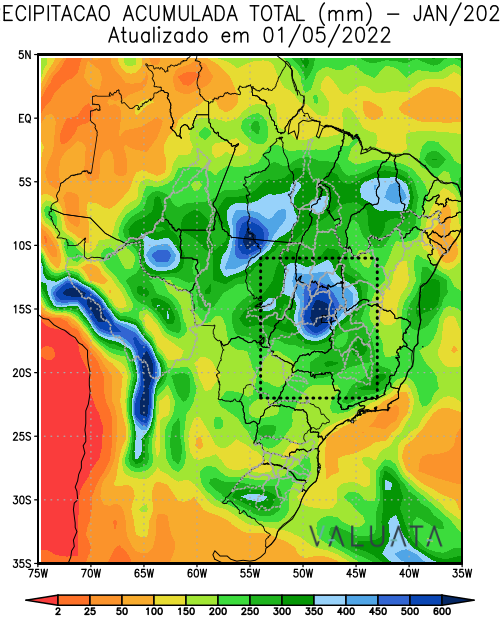 ECIPITACAO ACUMULADA TOTAL (mm) – JAN/202
Atualizado em 01/05/2022
5N
EQ
5S
10S
15S
20S
25S
30S
35S
75W 70W 65W 60W 55W 50W 45W 40W 35W
VALUATA
2 25 50 100 150 200 250 300 350 400 450 500 600